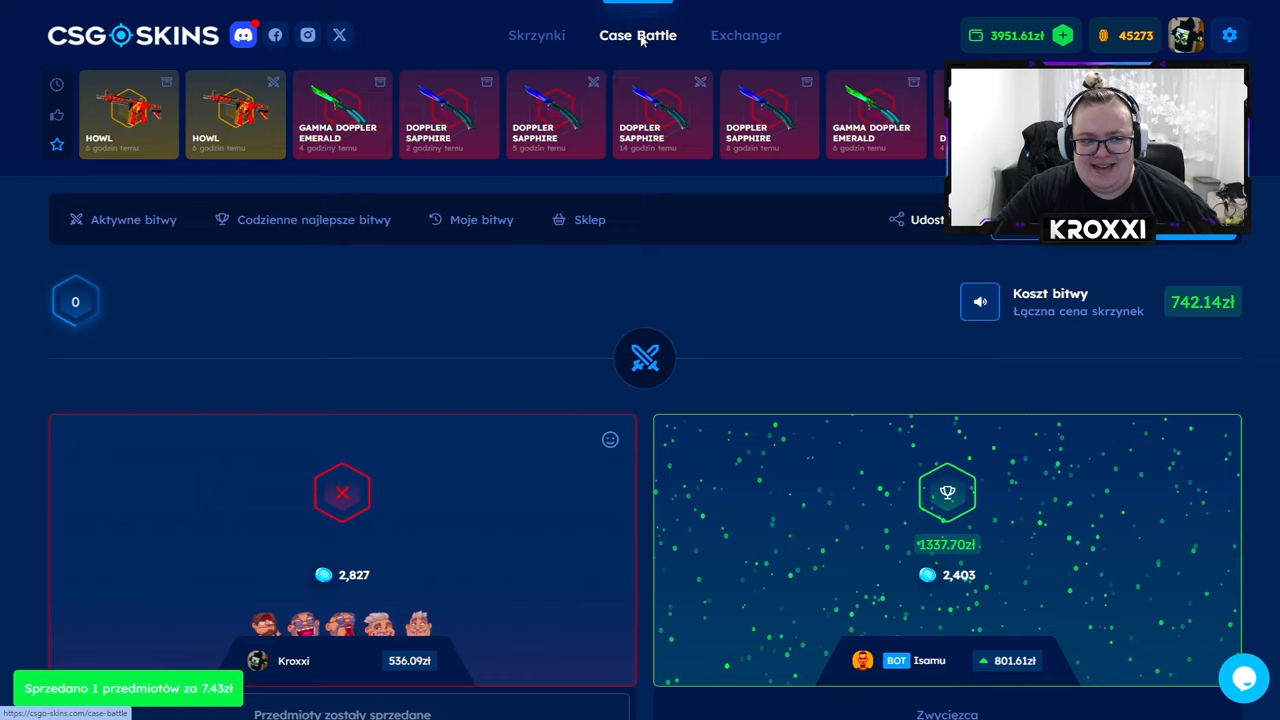 CSG SKINS
Skrzynki
Case Battle
Exchanger
3951.61zł
45273
HOWL
6 godzin temu
HOWL
6 godzin temu
GAMMA DOPPLER
EMERALD
4 godziny temu
DOPPLER
SAPPHIRE
2 godziny temu
DOPPLER
SAPPHIRE
5 godzin temu
DOPPLER
SAPPHIRE
14 godzin temu
DOPPLER
SAPPHIRE
8 godzin temu
GAMMA DOPPLER
EMERALD
6 godzin temu
KROXXI
Aktywne bitwy
Codzienne najlepsze bitwy
Moje bitwy
Sklep
Udost
0
Koszt bitwy
Łączna cena skrzynek
742.14zł
1337.70zł
2,827
2,403
Kroxxi
536.09zł
BOT Isamu
801.61zł
Sprzedano 1 przedmiotów za 7.43zł
https://csgo-skins.com/case-battle
Przedmioty zostały sprzedane
Zwycięzca